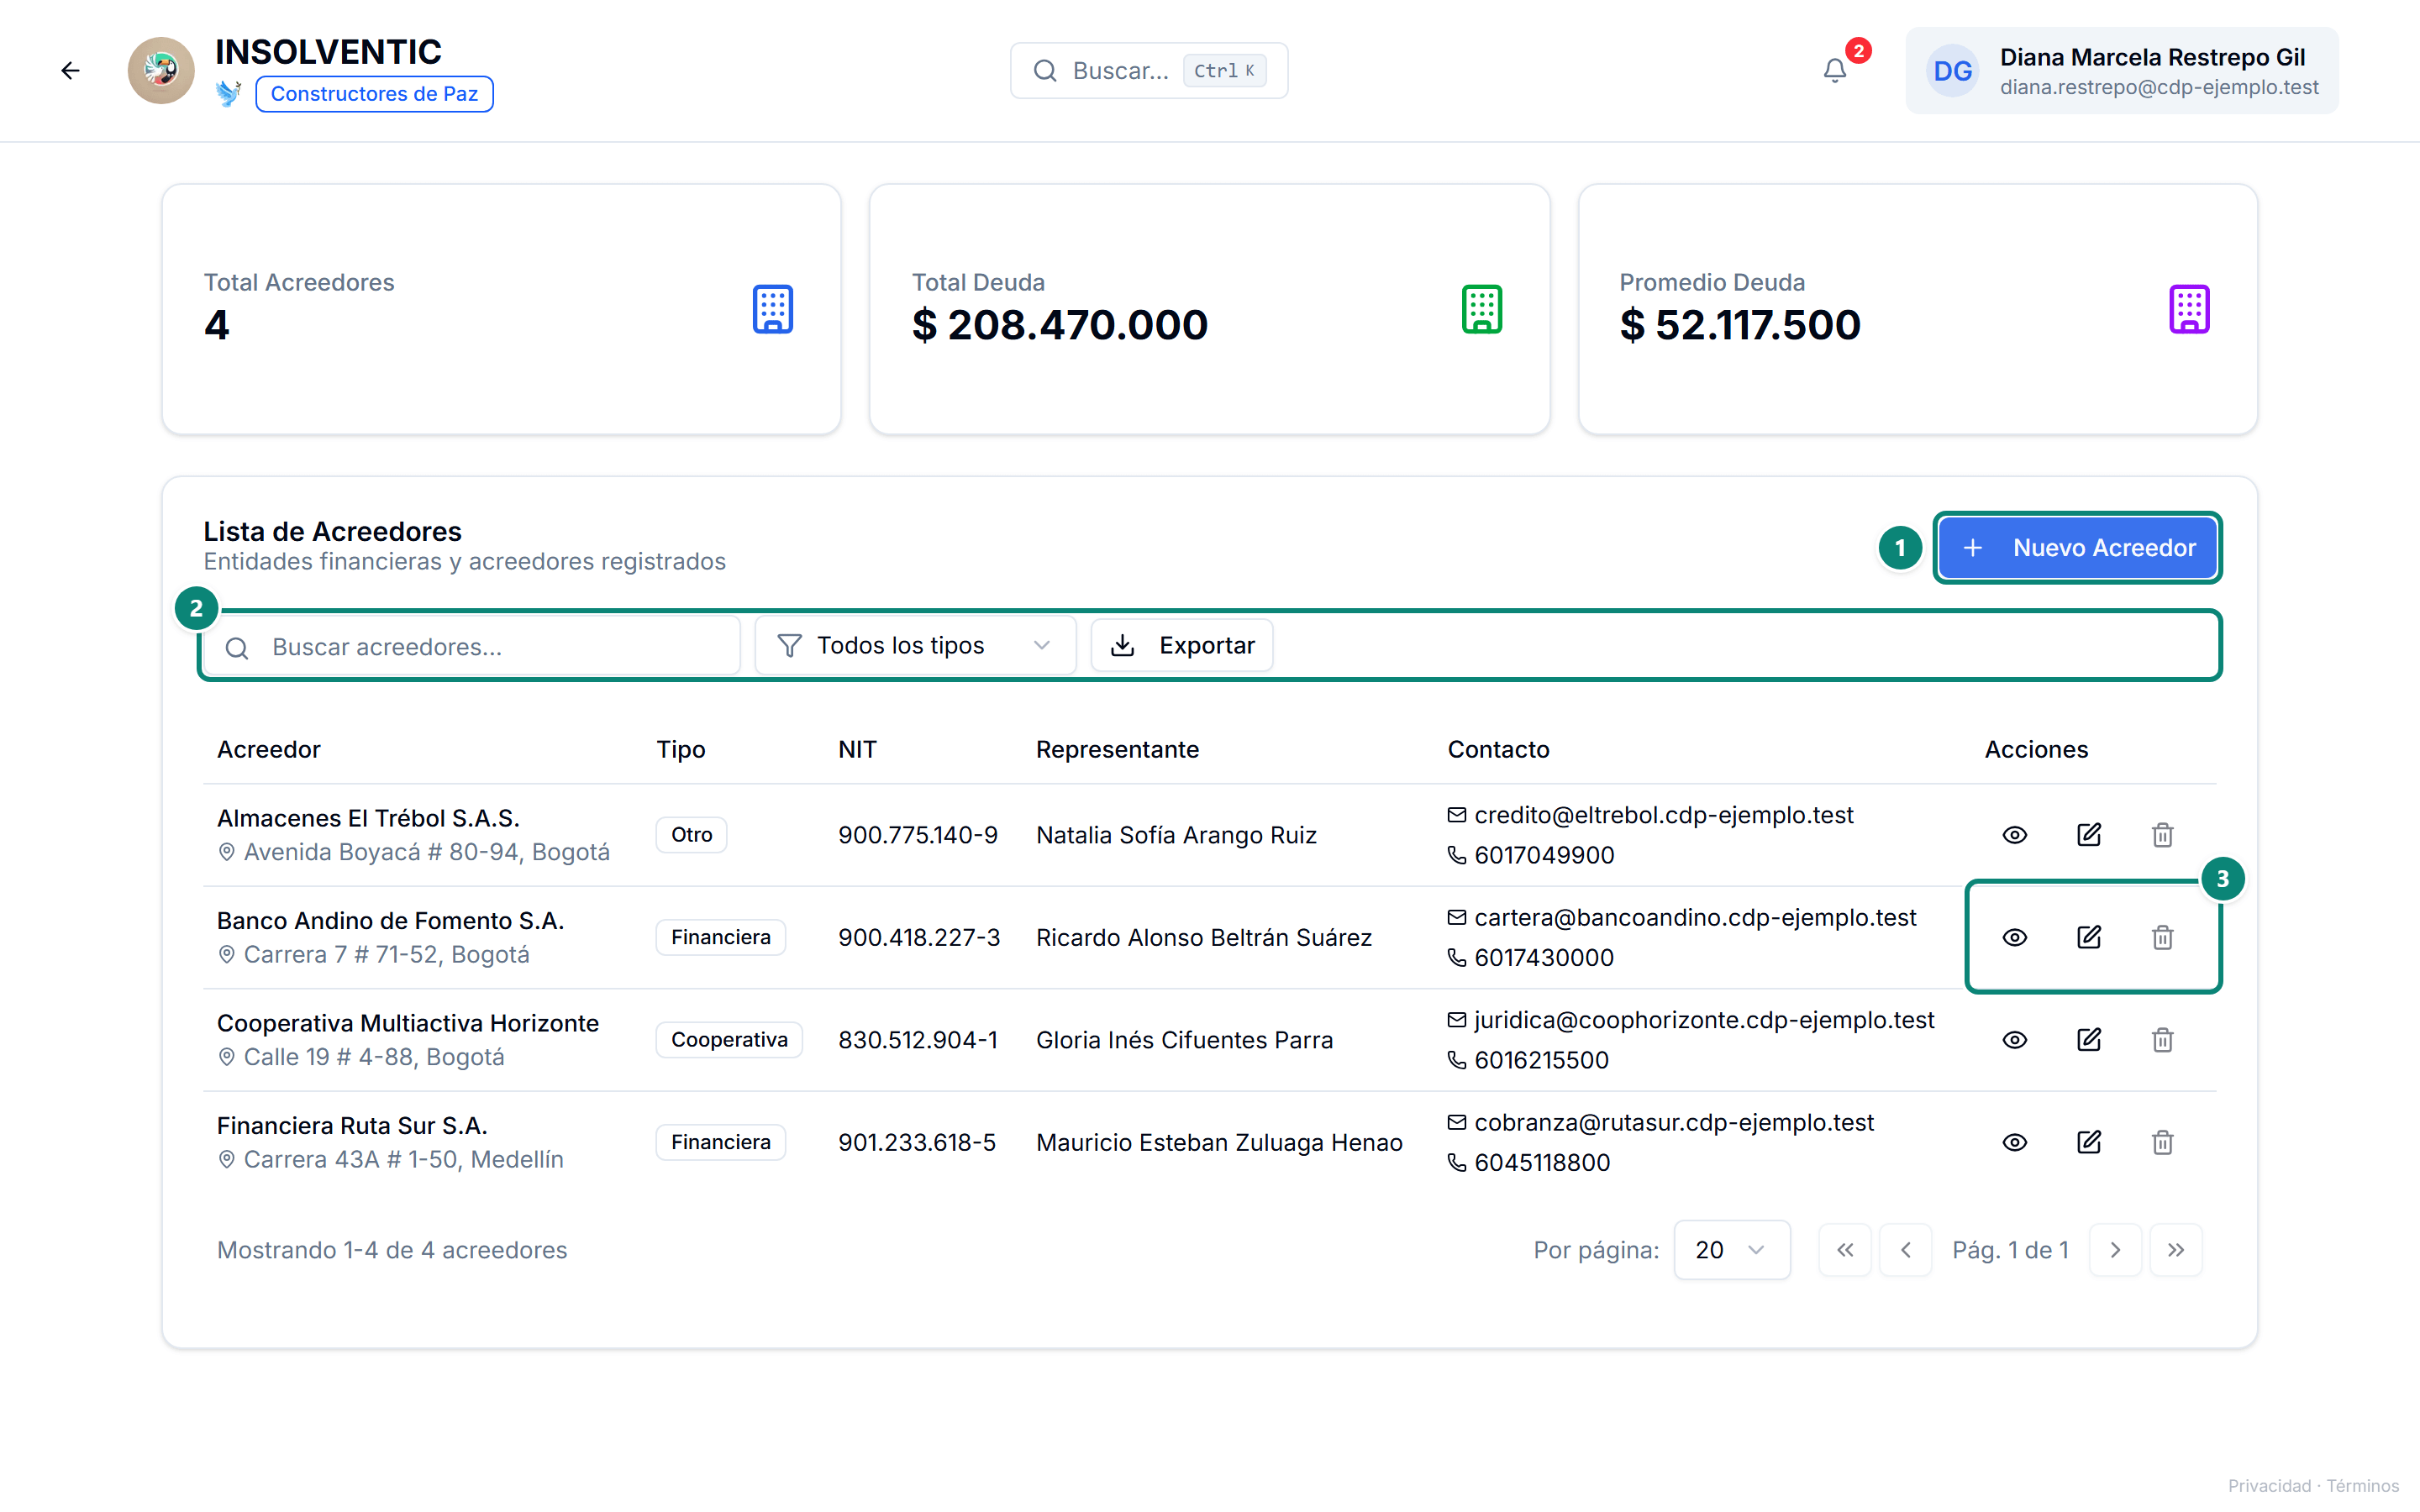 INSOLVENTIC
Constructores de Paz
Buscar... Ctrl K
2
DG
Diana Marcela Restrepo Gil
diana.restrepo@cdp-ejemplo.test
Total Acreedores
4
Total Deuda
$ 208.470.000
Promedio Deuda
$ 52.117.500
Lista de Acreedores
Entidades financieras y acreedores registrados
1
+ Nuevo Acreedor
2
Buscar acreedores...
Todos los tipos
Exportar
Acreedor Tipo NIT Representante Contacto Acciones
Almacenes El Trébol S.A.S.
Avenida Boyacá # 80-94, Bogotá
Otro
900.775.140-9
Natalia Sofía Arango Ruiz
credito@eltrebol.cdp-ejemplo.test
6017049900
3
Banco Andino de Fomento S.A.
Carrera 7 # 71-52, Bogotá
Financiera
900.418.227-3
Ricardo Alonso Beltrán Suárez
cartera@bancoandino.cdp-ejemplo.test
6017430000
Cooperativa Multiactiva Horizonte
Calle 19 # 4-88, Bogotá
Cooperativa
830.512.904-1
Gloria Inés Cifuentes Parra
juridica@coophorizonte.cdp-ejemplo.test
6016215500
Financiera Ruta Sur S.A.
Carrera 43A # 1-50, Medellín
Financiera
901.233.618-5
Mauricio Esteban Zuluaga Henao
cobranza@rutasur.cdp-ejemplo.test
6045118800
Mostrando 1-4 de 4 acreedores
Por página: 20
Pág. 1 de 1
Privacidad · Términos